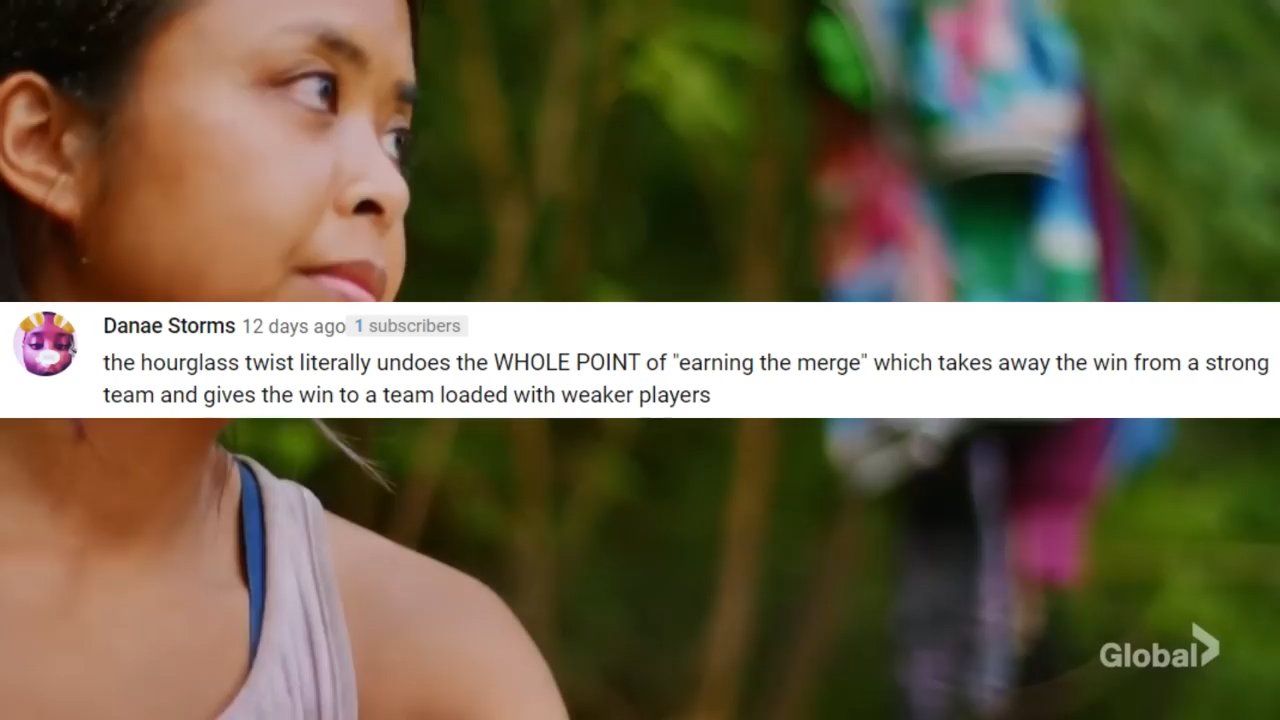 Danae Storms 12 days ago 1 subscribers
the hourglass twist literally undoes the WHOLE POINT of "earning the merge" which takes away the win from a strong
team and gives the win to a team loaded with weaker players
Global